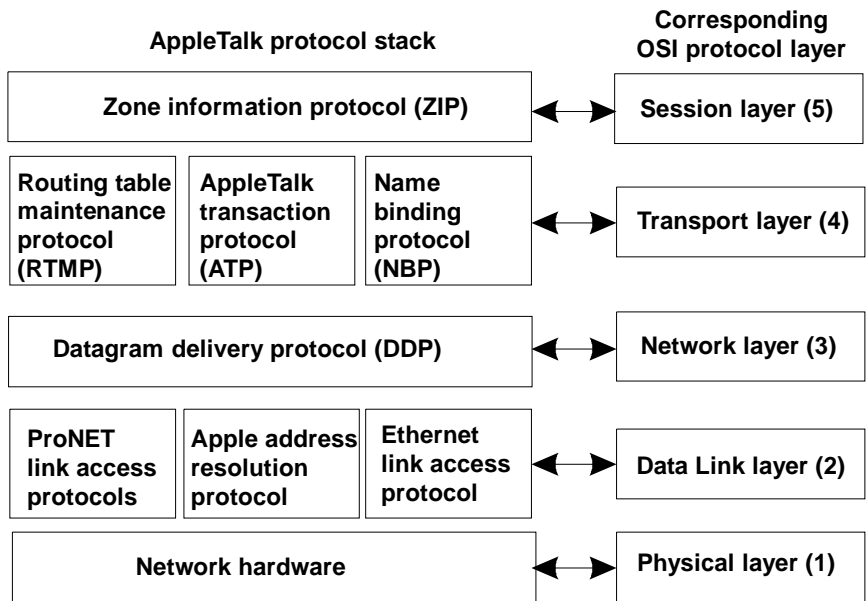 AppleTalk protocol stack
Corresponding
OSI protocol layer
Zone information protocol (ZIP)
Session layer (5)
Routing table
maintenance
protocol
(RTMP)
AppleTalk
transaction
protocol
(ATP)
Name
binding
protocol
(NBP)
Transport layer (4)
Datagram delivery protocol (DDP)
Network layer (3)
ProNET
link access
protocols
Apple address
resolution
protocol
Ethernet
link access
protocol
Data Link layer (2)
Network hardware
Physical layer (1)